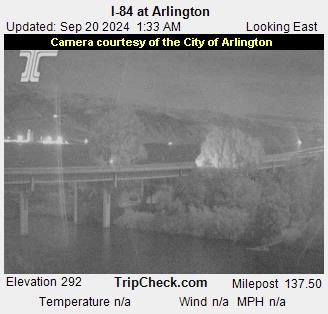 I-84 at Arlington
Updated: Sep 20 2024 1:33 AM Looking East
Camera courtesy of the City of Arlington
Elevation 292 TripCheck.com Milepost 137.50
Temperature n/a Wind n/a MPH n/a